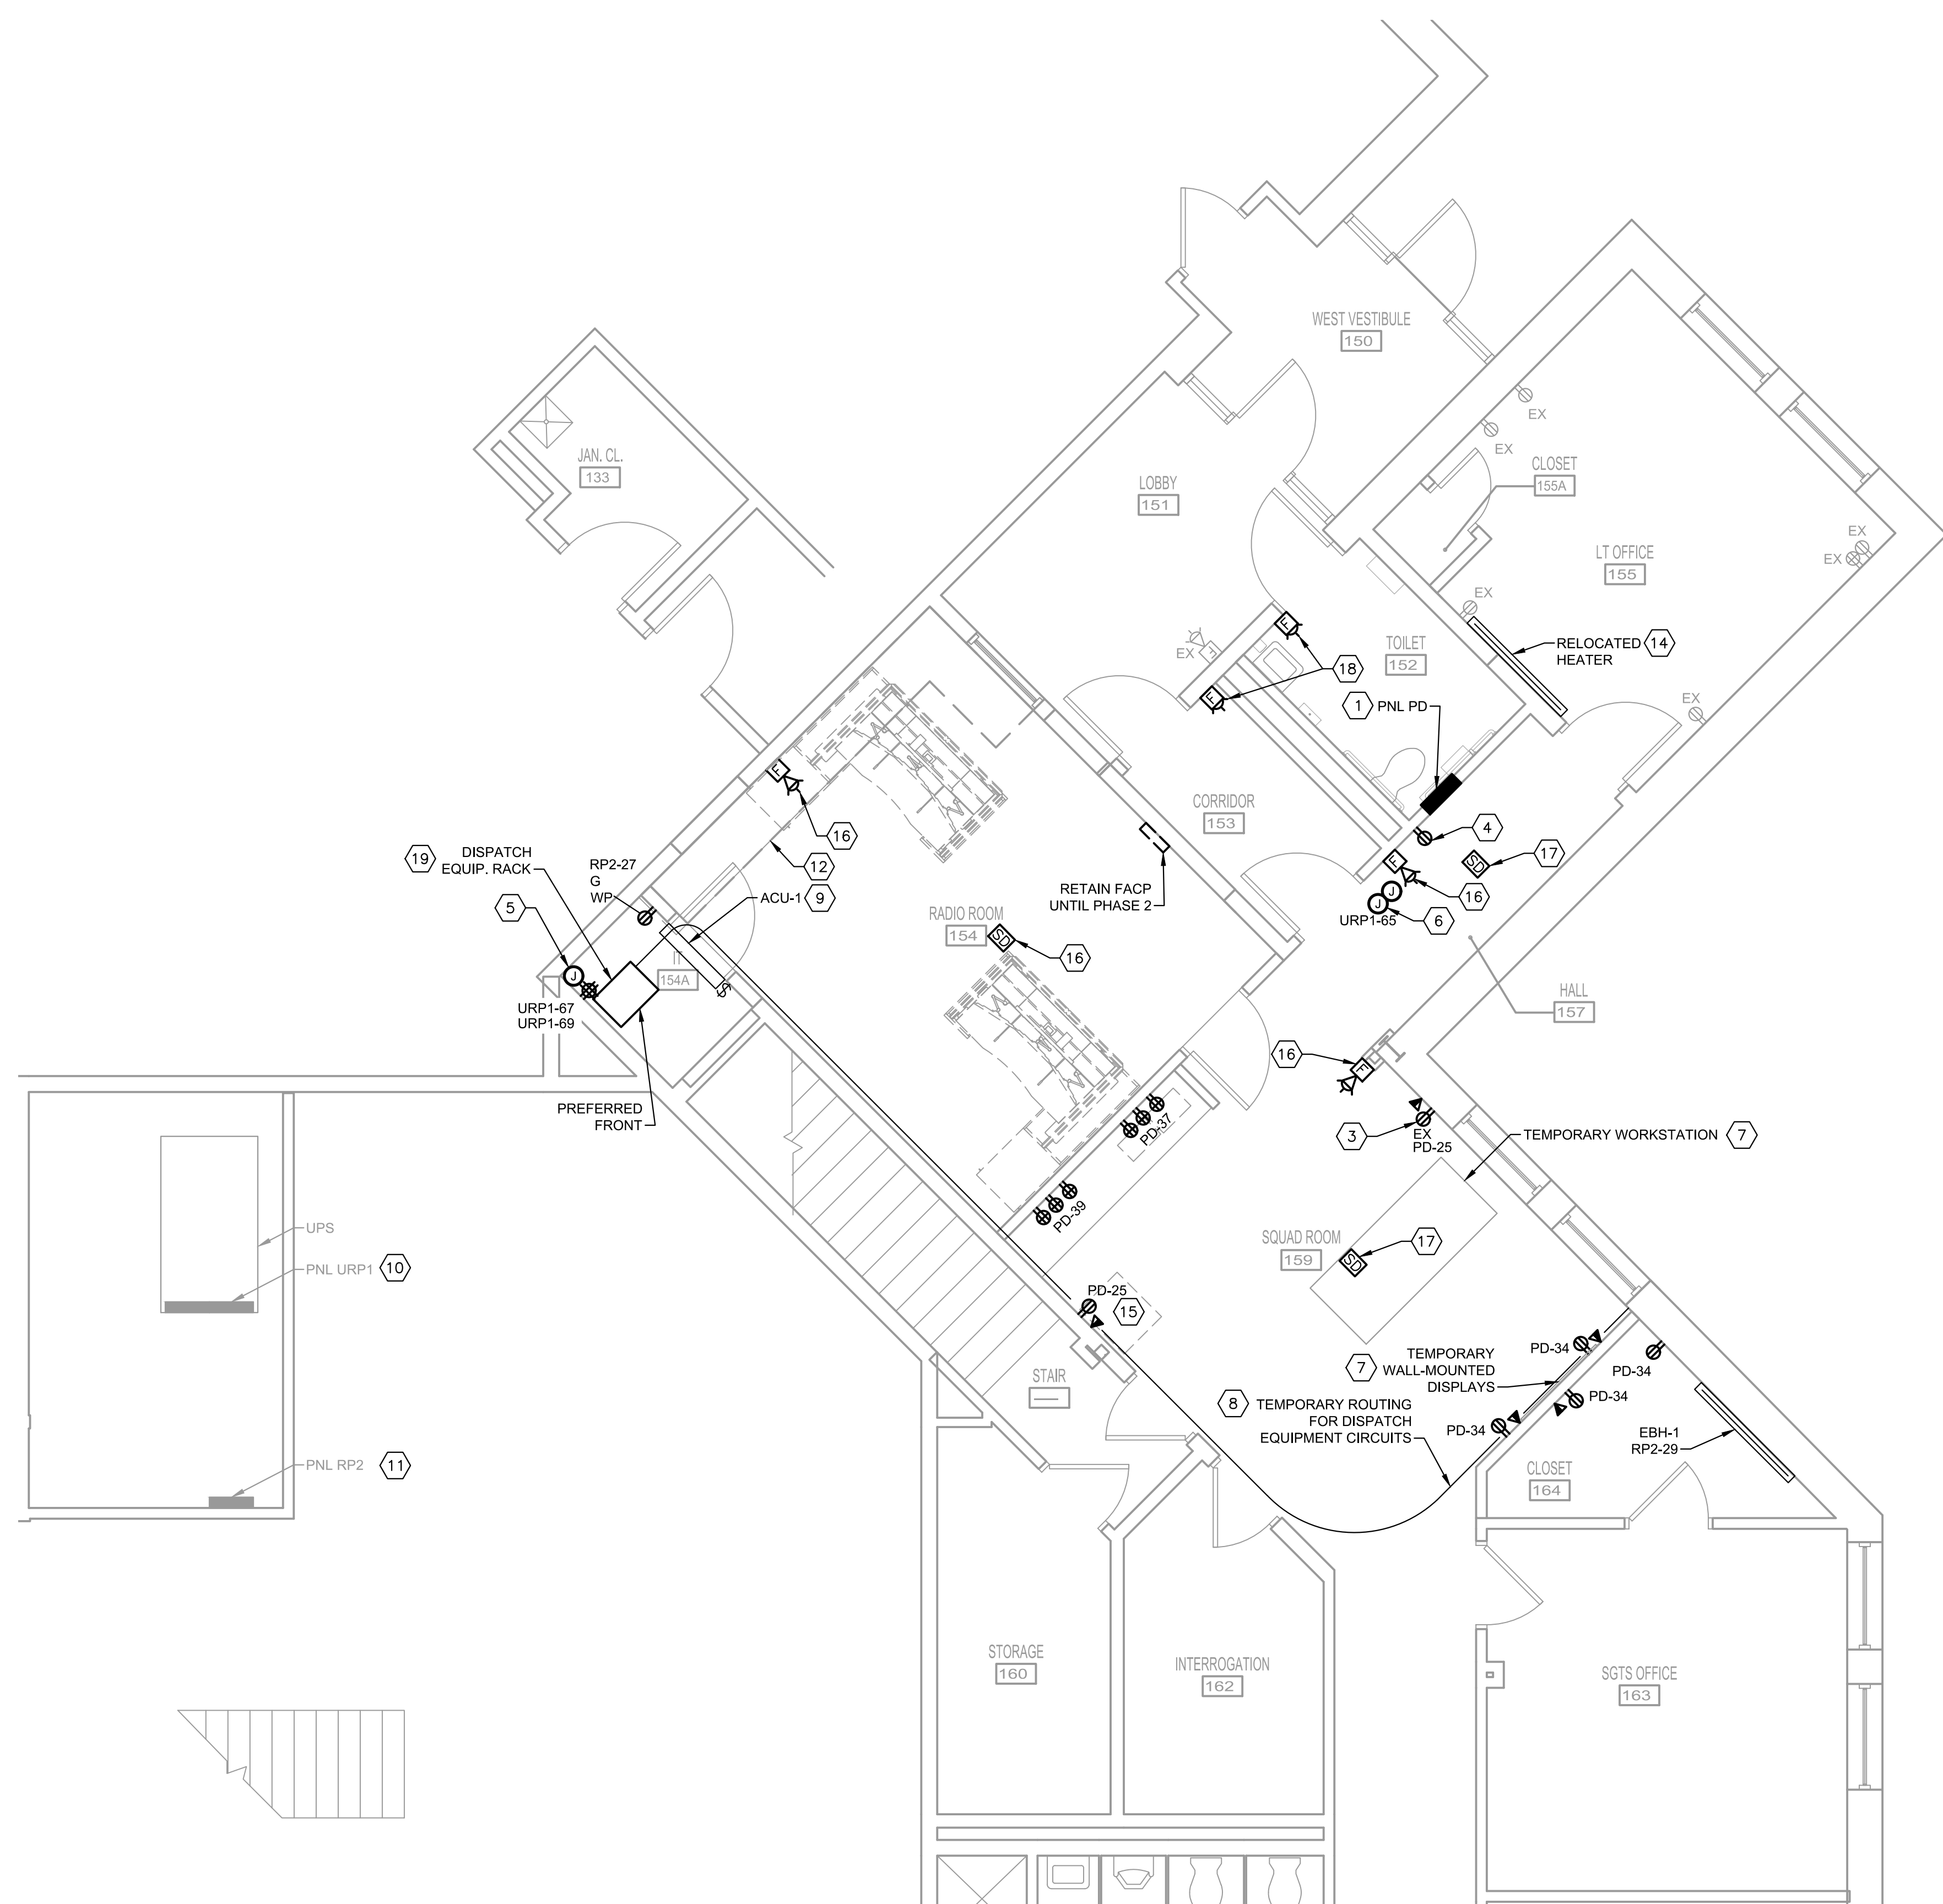 WEST VESTIBULE
150
EX
EX
CLOSET
155A
JAN. CL.
133
LOBBY
151
EX
EX
LT OFFICE
155
EX
EX
TOILET
152
RELOCATED 14
HEATER
18
1 PNL PD
EX
F
F
F
16
12
CORRIDOR
153
4
SD
17
F
16
J
J
URP1-65
6
19 DISPATCH
EQUIP. RACK
RP2-27
G
WP
ACU-1 9
RETAIN FACP
UNTIL PHASE 2
5
RADIO ROOM
154
SD
16
IT
154A
J
$
URP1-67
URP1-69
HALL
157
16
F
PREFERRED
FRONT
PD-37
3
EX
PD-25
TEMPORARY WORKSTATION 7
PD-39
UPS
SQUAD ROOM
159
SD
17
PNL URP1 10
PD-25
15
PD-34
PD-34
7 TEMPORARY
WALL-MOUNTED
DISPLAYS
STAIR
PD-34
8 TEMPORARY ROUTING
FOR DISPATCH
EQUIPMENT CIRCUITS
PD-34
EBH-1
RP2-29
PNL RP2 11
CLOSET
164
STORAGE
160
INTERROGATION
162
SGTS OFFICE
163